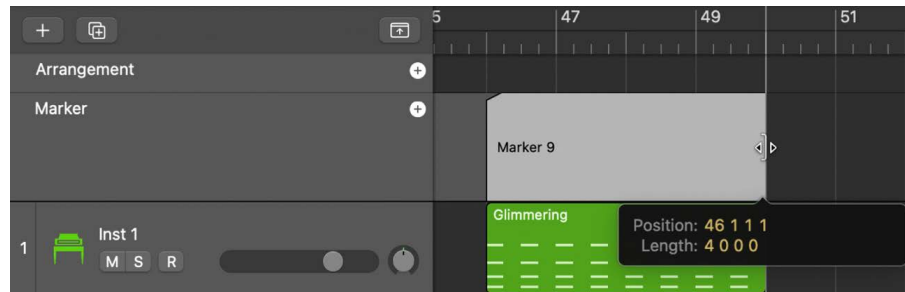 5 47 49 51
Arrangement
Marker
Marker 9
Glimmering
Position: 46 1 1 1
Length: 4 0 0 0
1
Inst 1
M S R